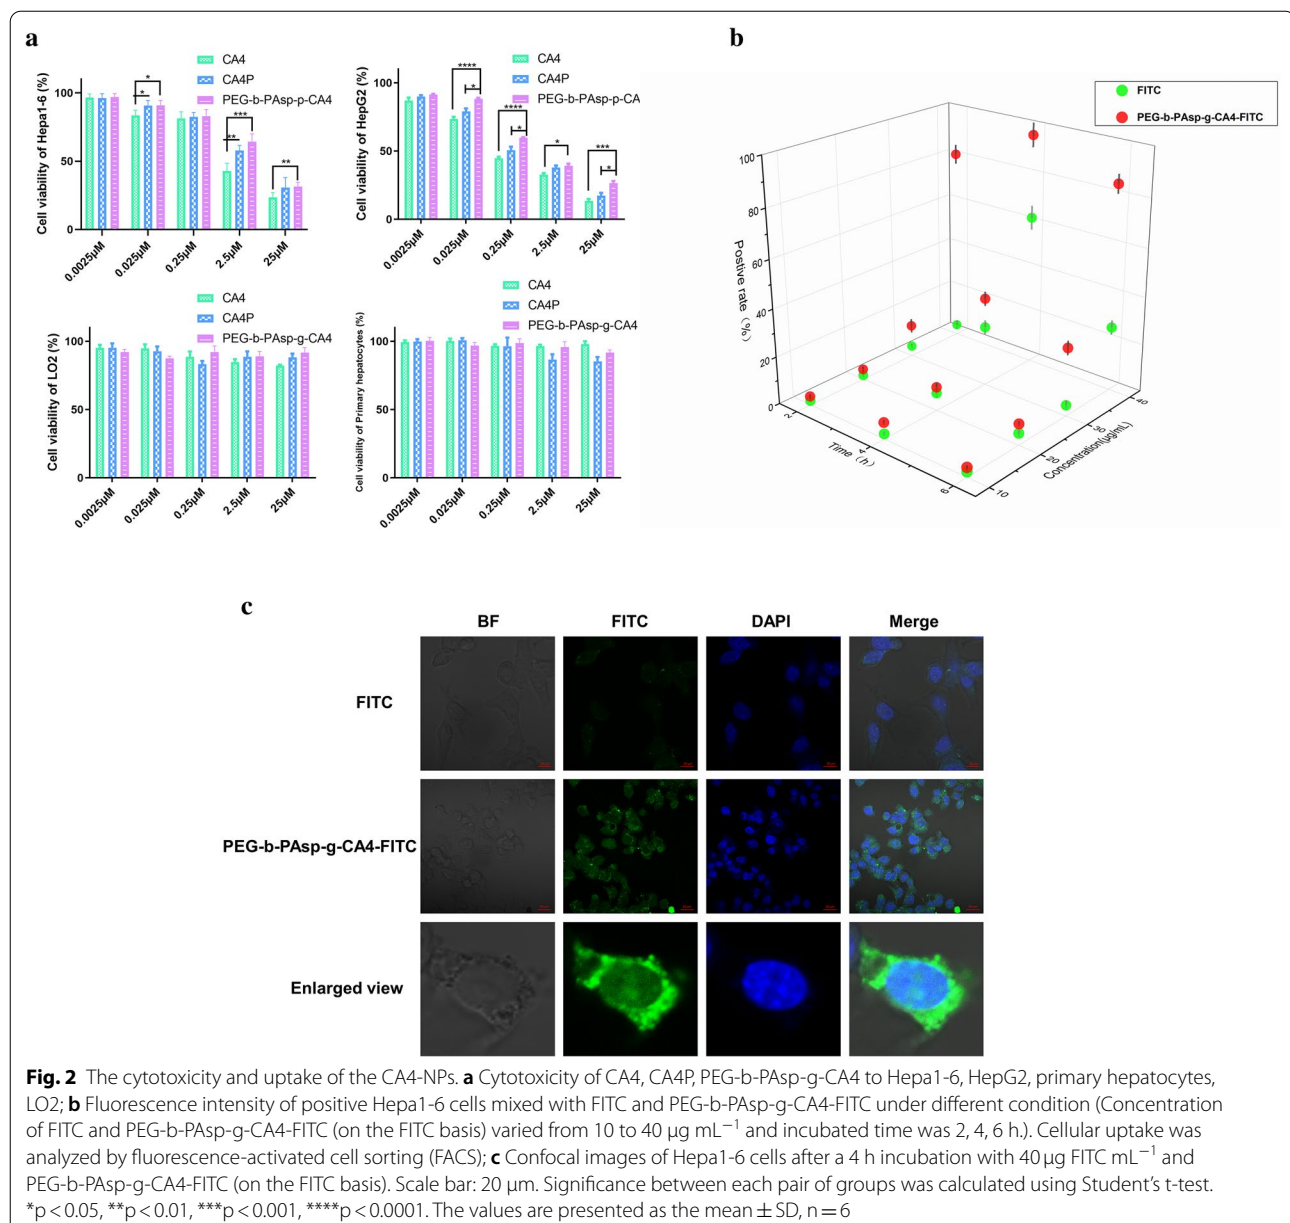 a
CA4
CA4P
PEG-b-PAsp-p-CA4
Cell viability of Hepa1-6 (%)
100
50
0
*
*
**
***
**
0.0025μM
0.025μM
0.25μM
2.5μM
25μM
CA4
CA4P
PEG-b-PAsp-p-CA
Cell viability of HepG2 (%)
100
50
0
****
*
****
*
*
***
*
0.0025μM
0.025μM
0.25μM
2.5μM
25μM
CA4
CA4P
PEG-b-PAsp-g-CA4
Cell viability of LO2 (%)
100
50
0
0.0025μM
0.025μM
0.25μM
2.5μM
25μM
CA4
CA4P
PEG-b-PAsp-g-CA4
Cell viability of Primary hepatocytes (%)
100
50
0
0.0025μM
0.025μM
0.25μM
2.5μM
25μM
b
FITC
PEG-b-PAsp-g-CA4-FITC
Postive rate (%)
100
80
60
40
20
0
2
4
6
Time (h)
10
20
30
40
Concentration(μg/mL)
c
BF FITC DAPI Merge
FITC
PEG-b-PAsp-g-CA4-FITC
Enlarged view
Fig. 2 The cytotoxicity and uptake of the CA4-NPs. a Cytotoxicity of CA4, CA4P, PEG-b-PAsp-g-CA4 to Hepa1-6, HepG2, primary hepatocytes,
LO2; b Fluorescence intensity of positive Hepa1-6 cells mixed with FITC and PEG-b-PAsp-g-CA4-FITC under different condition (Concentration
of FITC and PEG-b-PAsp-g-CA4-FITC (on the FITC basis) varied from 10 to 40 μg mL⁻¹ and incubated time was 2, 4, 6 h.). Cellular uptake was
analyzed by fluorescence-activated cell sorting (FACS); c Confocal images of Hepa1-6 cells after a 4 h incubation with 40 μg FITC mL⁻¹ and
PEG-b-PAsp-g-CA4-FITC (on the FITC basis). Scale bar: 20 μm. Significance between each pair of groups was calculated using Student's t-test.
*p < 0.05, **p < 0.01, ***p < 0.001, ****p < 0.0001. The values are presented as the mean ± SD, n = 6